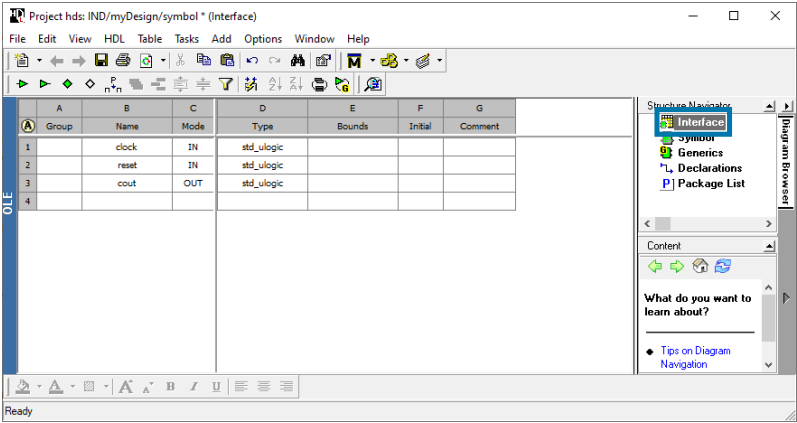 Project hds: IND/myDesign/symbol * (Interface)
File Edit View HDL Table Tasks Add Options Window Help
A B C D E F G
A Group Name Mode Type Bounds Initial Comment
1 clock IN std_ulogic
2 reset IN std_ulogic
3 cout OUT std_ulogic
4
OLE
Structure Navigator
Interface
Symbol
Generics
Declarations
Package List
Diagram Browser
Content
What do you want to
learn about?
Tips on Diagram
Navigation
A A B I U
Ready